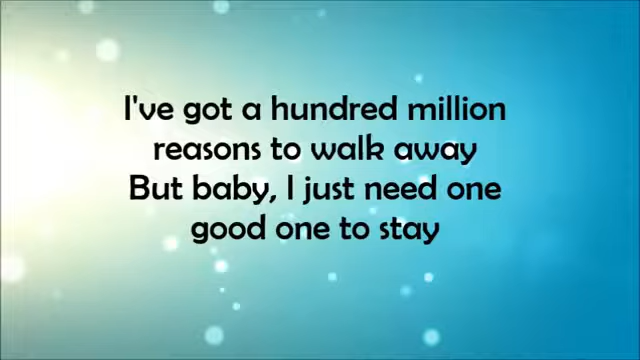 I've got a hundred million
reasons to walk away
But baby, I just need one
good one to stay